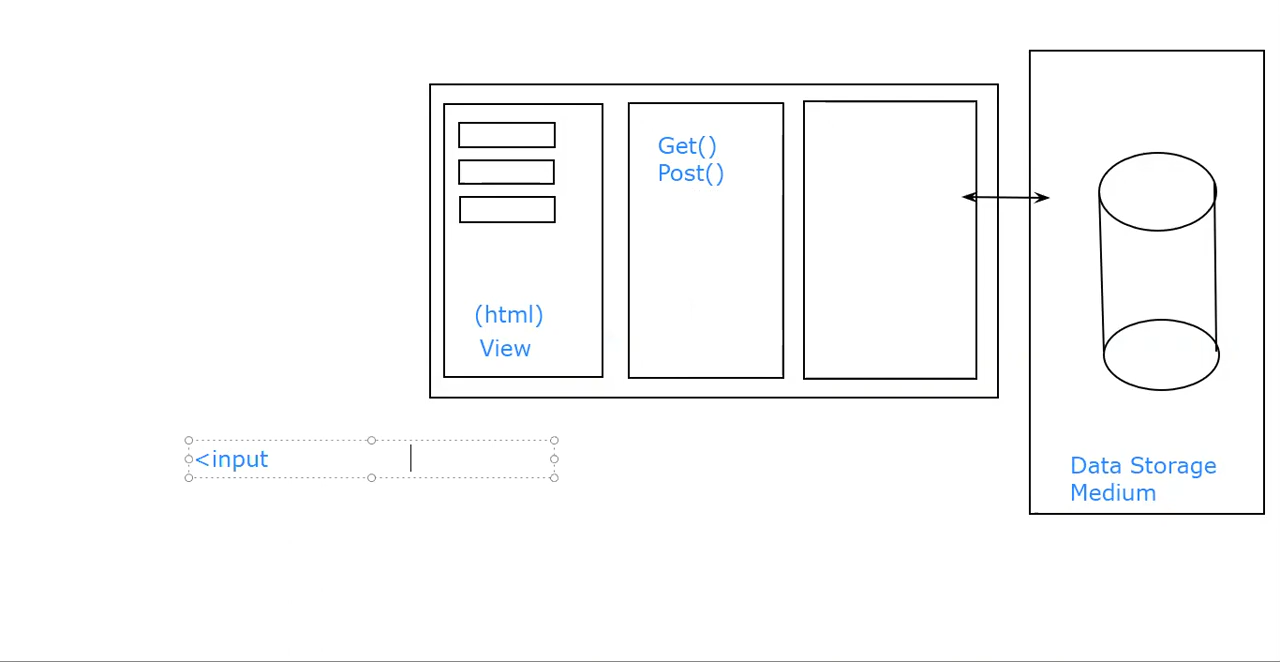 Get()
Post()
(html)
View
<input
Data Storage
Medium